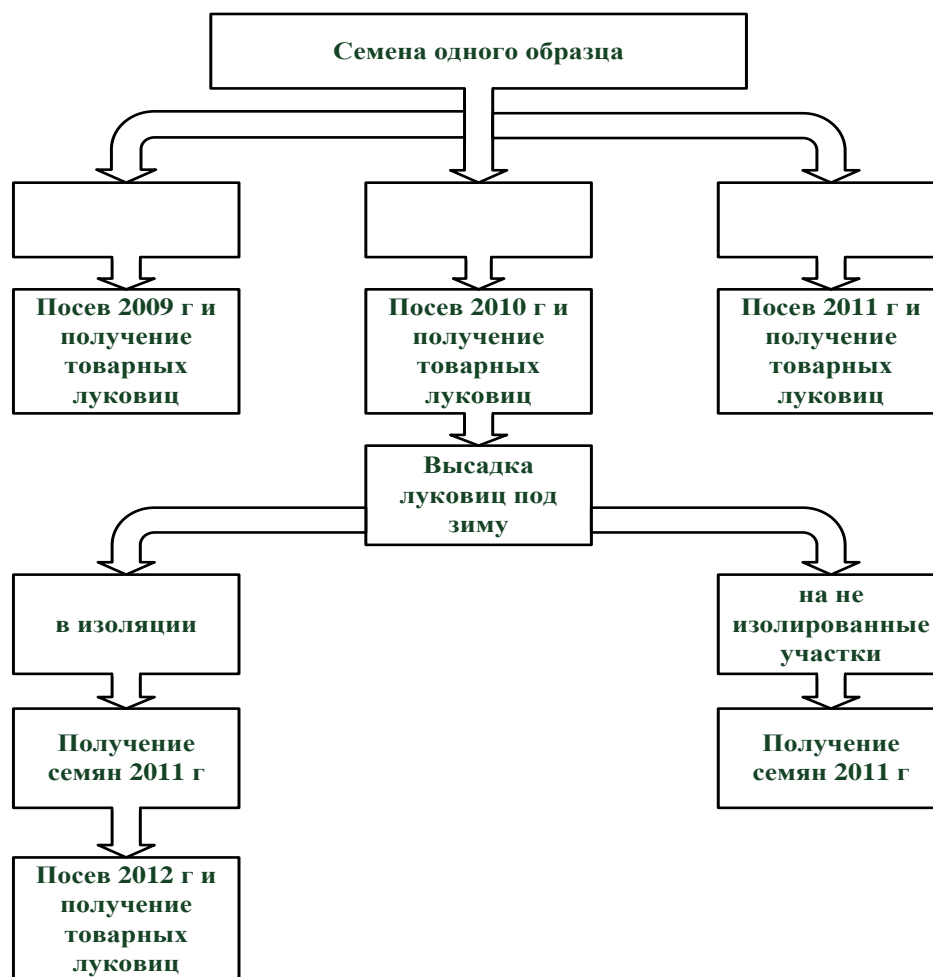 Семена одного образца
Посев 2009 г и
получение
товарных
луковиц
Посев 2010 г и
получение
товарных
луковиц
Посев 2011 г и
получение
товарных
луковиц
Высадка
луковиц под
зиму
в изоляции
на не
изолированные
участки
Получение
семян 2011 г
Получение
семян 2011 г
Посев 2012 г и
получение
товарных
луковиц